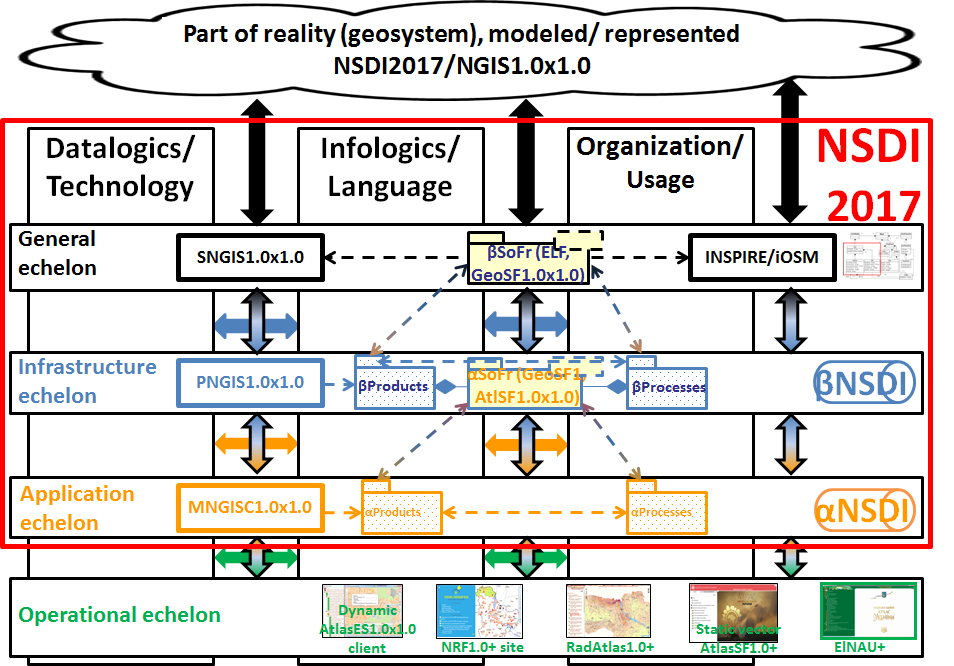 Part of reality (geosystem), modeled/ represented
NSDI2017/NGIS1.0x1.0
Datalogics/
Technology
Infologics/
Language
Organization/
Usage
NSDI
2017
General
echelon
SNGIS1.0x1.0
βSoFr (ELF,
GeoSF1.0x1.0)
INSPIRE/iOSM
Infrastructure
echelon
PNGIS1.0x1.0
βProducts
αSoFr (GeoSF1,
AtlSF1.0x1.0)
βProcesses
βNSDI
Application
echelon
MNGISC1.0x1.0
αProducts
αProcesses
αNSDI
Operational echelon
Dynamic
AtlasES1.0x1.0
client
NRF1.0+ site
RadAtlas1.0+
Static vector
AtlasSF1.0+
ElNAU+